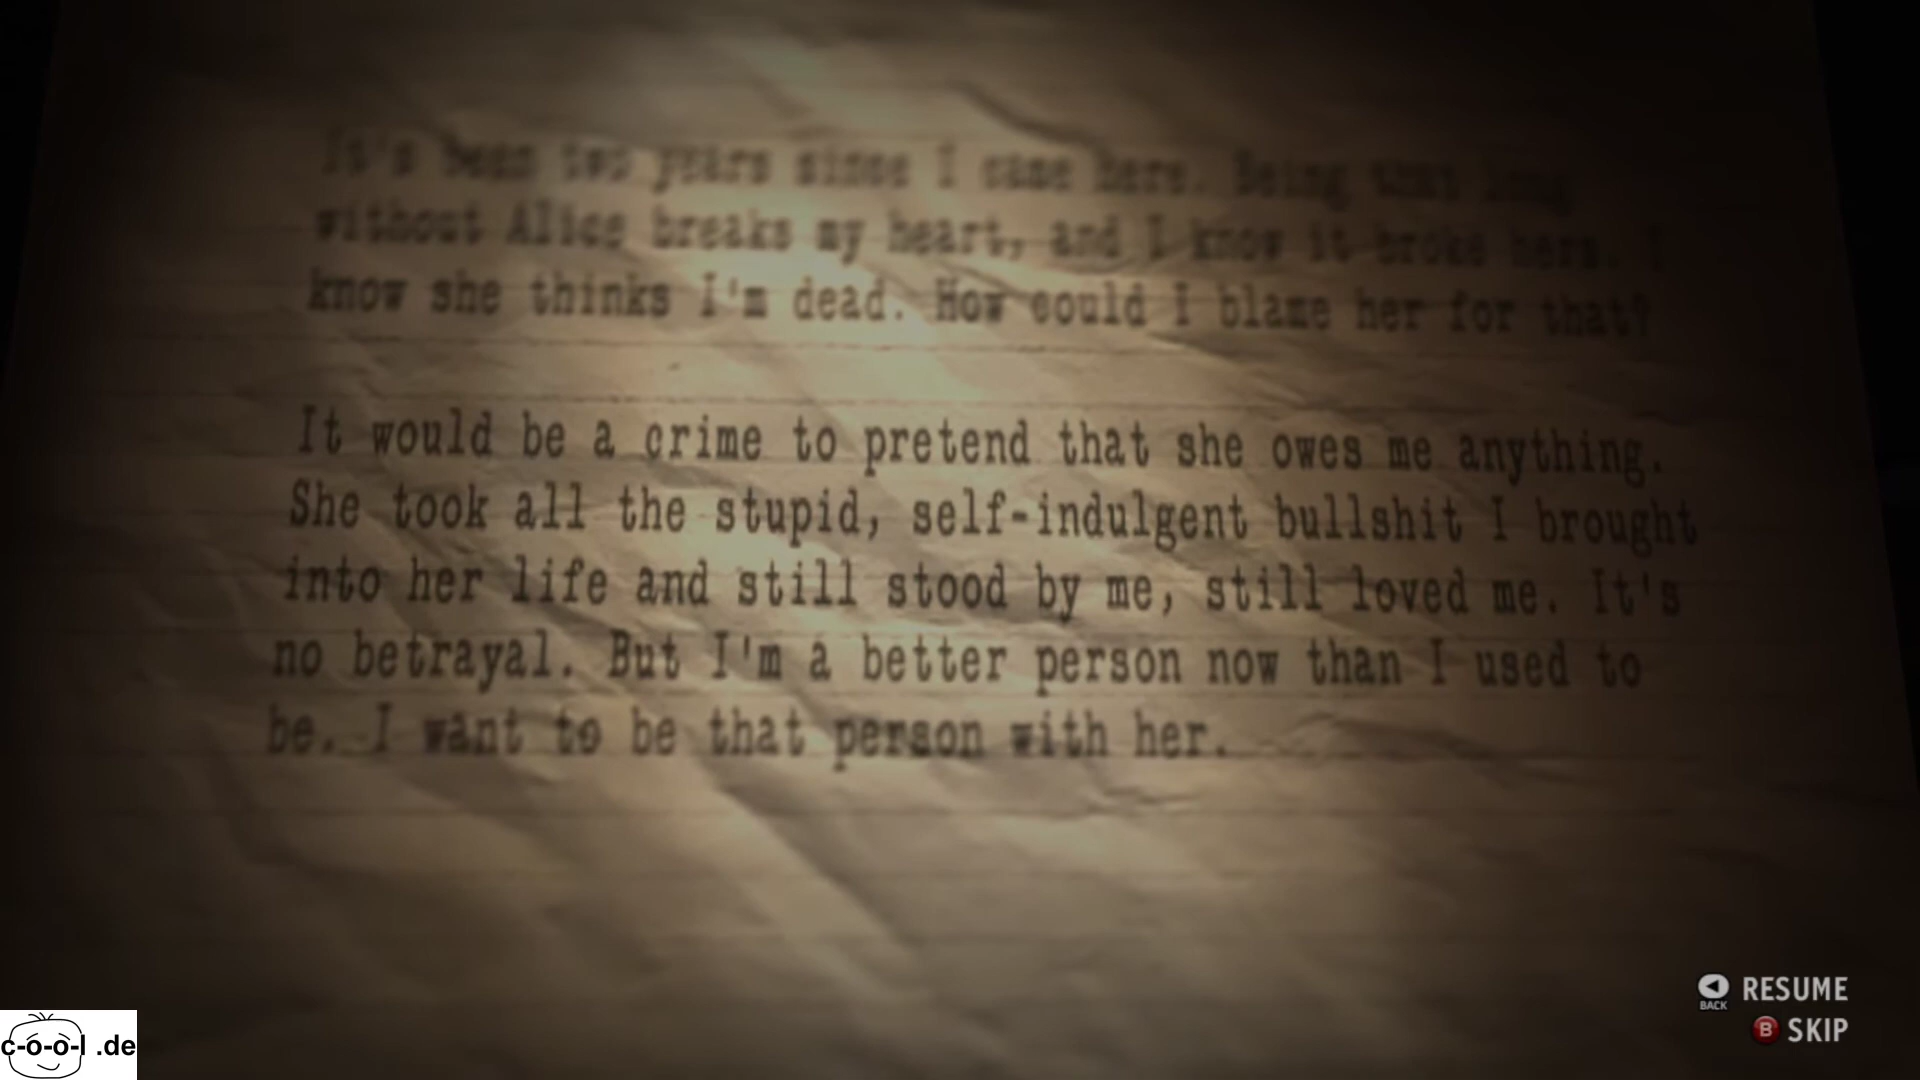 It's been two years since I came here. Being that long
without Alice breaks my heart, and I know it broke hers. I
know she thinks I'm dead. How could I blame her for that?
It would be a crime to pretend that she owes me anything.
She took all the stupid, self-indulgent bullshit I brought
into her life and still stood by me, still loved me. It's
no betrayal. But I'm a better person now than I used to
be. I want to be that person with her.
BACK RESUME
B SKIP
c-o-o-l .de